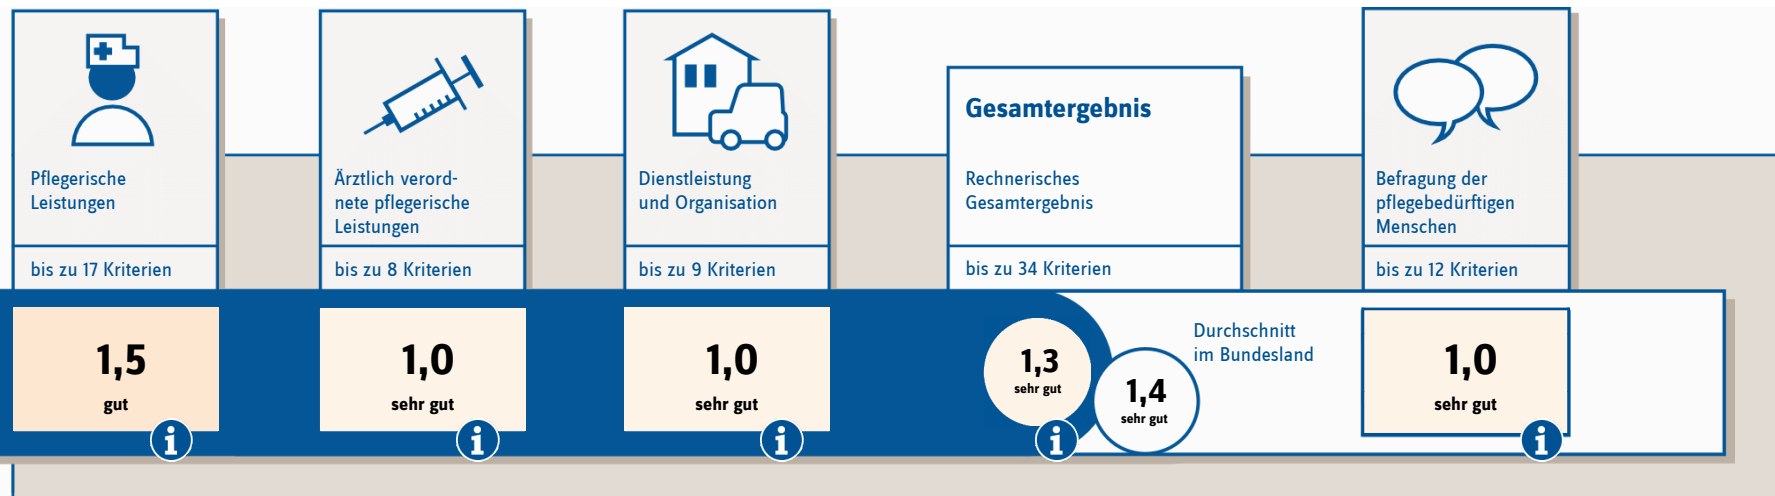 Pflegerische
Leistungen
bis zu 17 Kriterien
1,5
gut
Ärztlich verord-
nete pflegerische
Leistungen
bis zu 8 Kriterien
1,0
sehr gut
Dienstleistung
und Organisation
bis zu 9 Kriterien
1,0
sehr gut
Gesamtergebnis
Rechnerisches
Gesamtergebnis
bis zu 34 Kriterien
1,3
sehr gut
1,4
sehr gut
Durchschnitt
im Bundesland
Befragung der
pflegebedürftigen
Menschen
bis zu 12 Kriterien
1,0
sehr gut